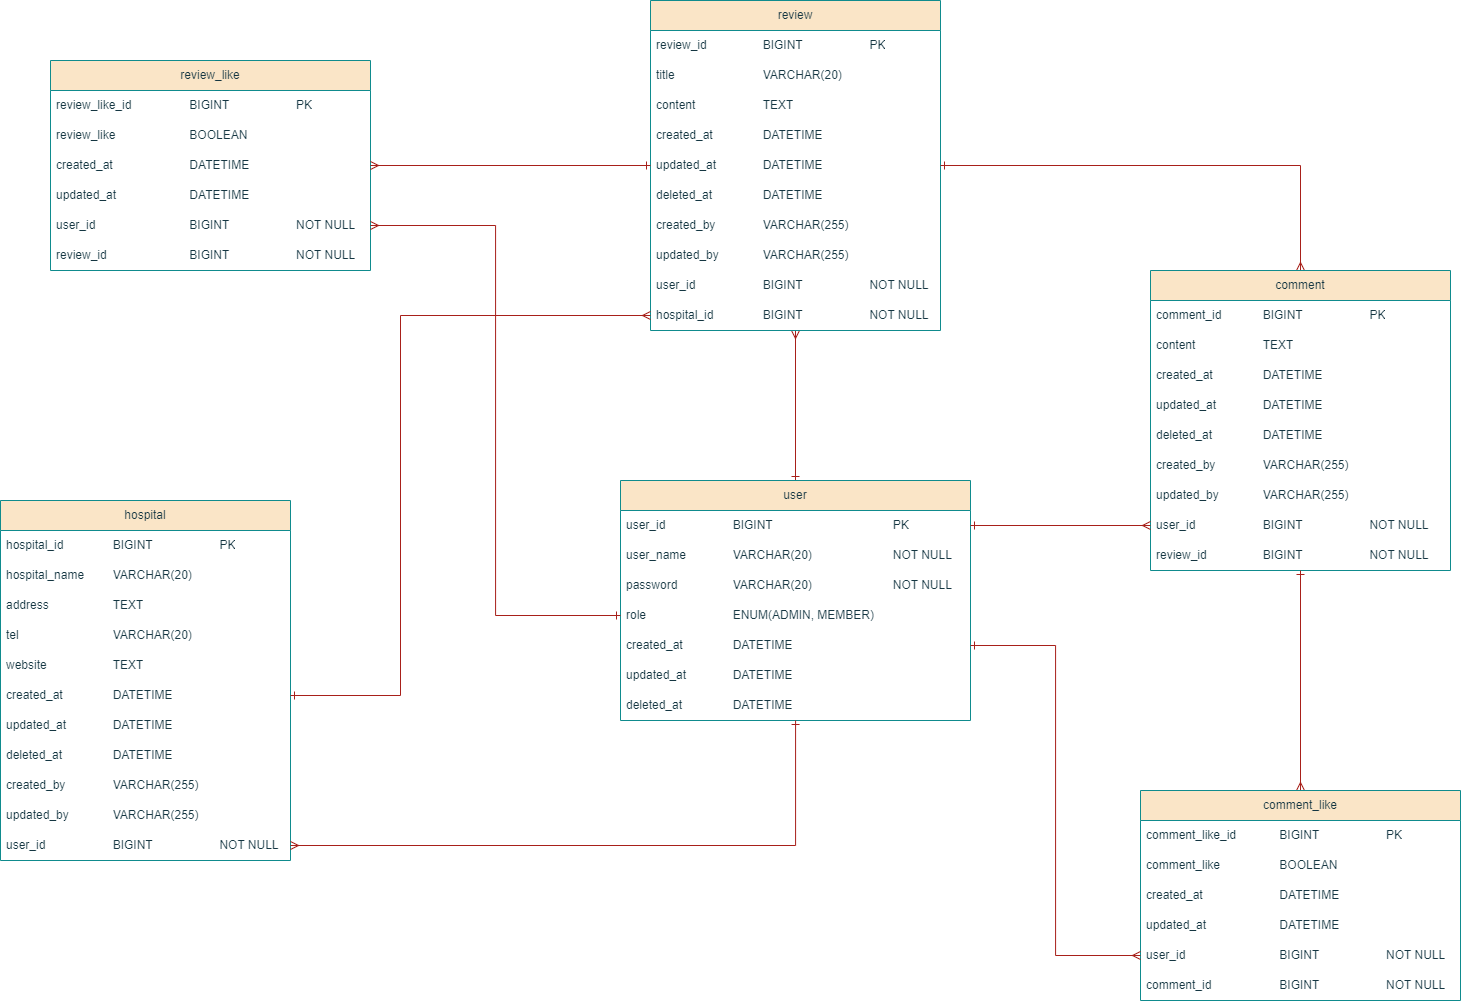 review
review_id BIGINT PK
title VARCHAR(20)
content TEXT
created_at DATETIME
updated_at DATETIME
deleted_at DATETIME
created_by VARCHAR(255)
updated_by VARCHAR(255)
user_id BIGINT NOT NULL
hospital_id BIGINT NOT NULL
review_like
review_like_id BIGINT PK
review_like BOOLEAN
created_at DATETIME
updated_at DATETIME
user_id BIGINT NOT NULL
review_id BIGINT NOT NULL
comment
comment_id BIGINT PK
content TEXT
created_at DATETIME
updated_at DATETIME
deleted_at DATETIME
created_by VARCHAR(255)
updated_by VARCHAR(255)
user_id BIGINT NOT NULL
review_id BIGINT NOT NULL
user
user_id BIGINT PK
user_name VARCHAR(20) NOT NULL
password VARCHAR(20) NOT NULL
role ENUM(ADMIN, MEMBER)
created_at DATETIME
updated_at DATETIME
deleted_at DATETIME
hospital
hospital_id BIGINT PK
hospital_name VARCHAR(20)
address TEXT
tel VARCHAR(20)
website TEXT
created_at DATETIME
updated_at DATETIME
deleted_at DATETIME
created_by VARCHAR(255)
updated_by VARCHAR(255)
user_id BIGINT NOT NULL
comment_like
comment_like_id BIGINT PK
comment_like BOOLEAN
created_at DATETIME
updated_at DATETIME
user_id BIGINT NOT NULL
comment_id BIGINT NOT NULL